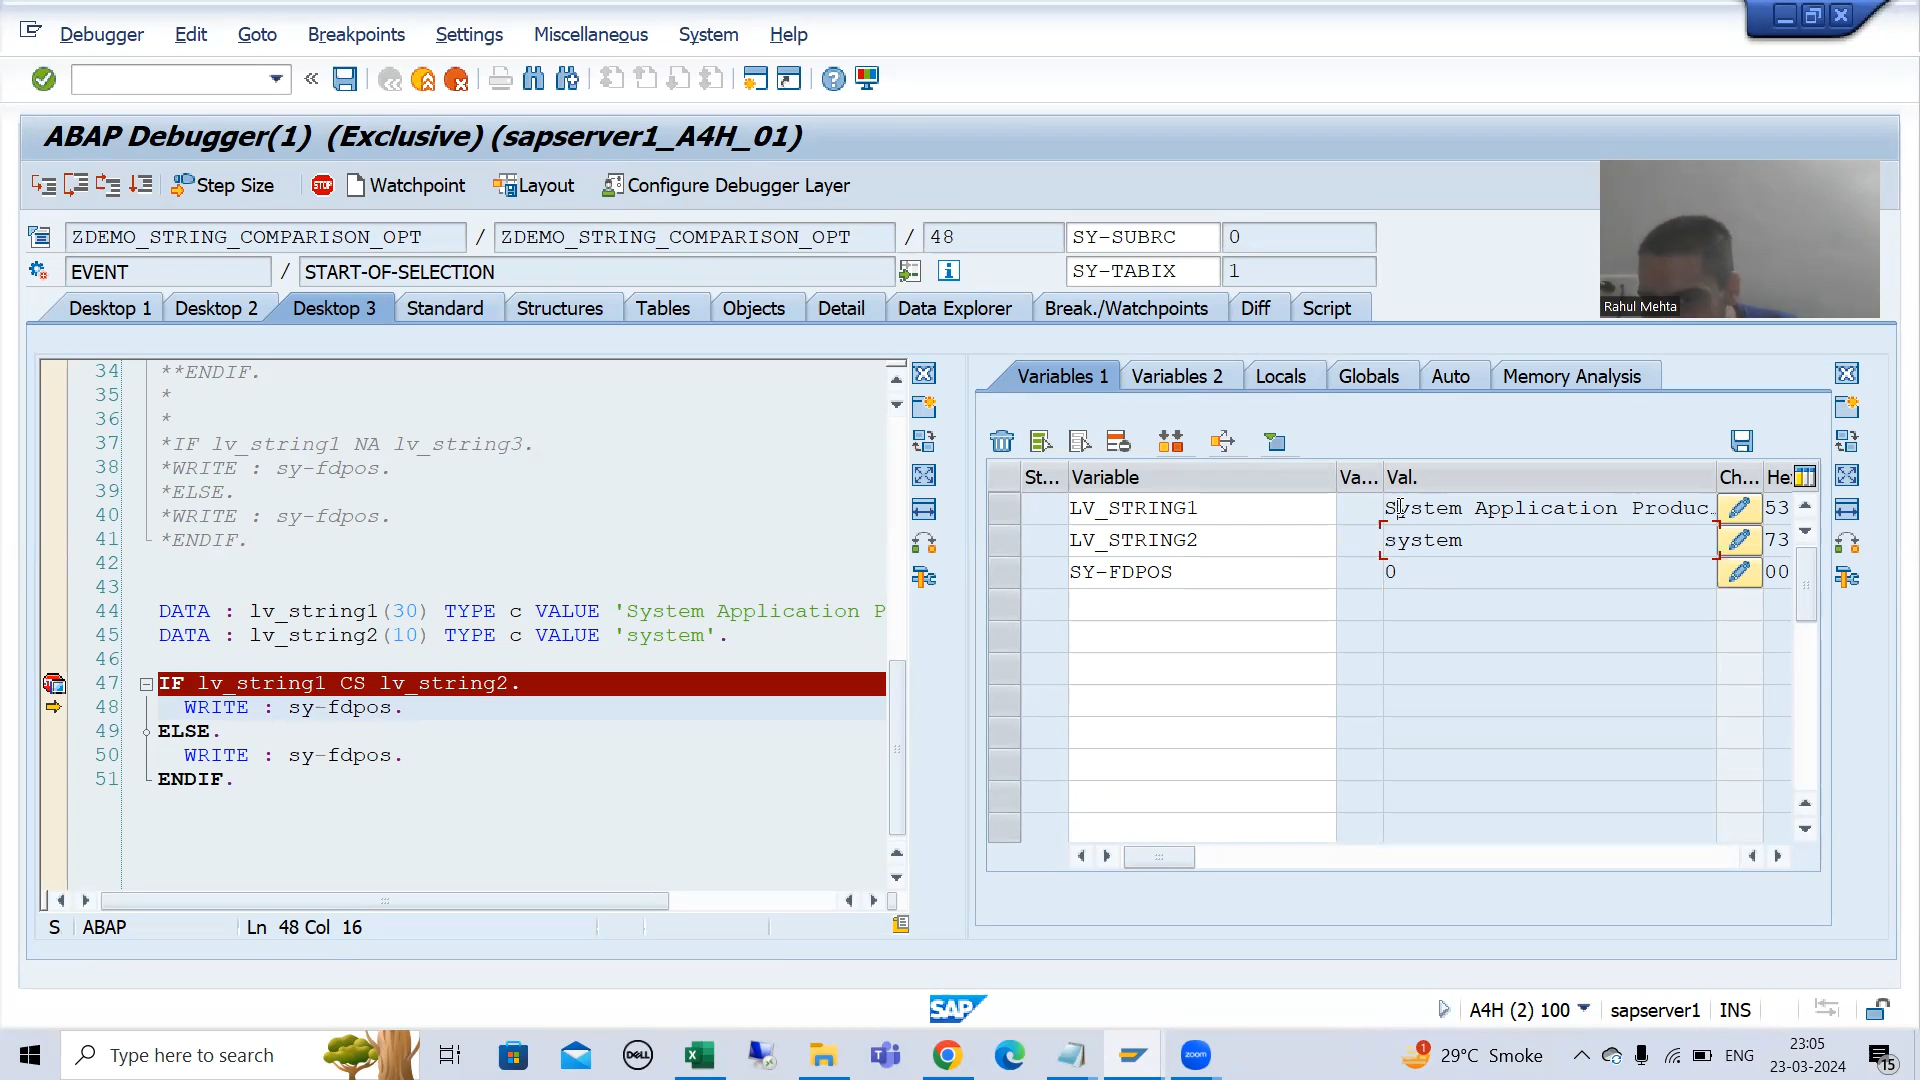 Debugger Edit Goto Breakpoints Settings Miscellaneous System Help
ABAP Debugger(1) (Exclusive) (sapserver1_A4H_01)
Step Size STOP Watchpoint Layout Configure Debugger Layer
ZDEMO_STRING_COMPARISON_OPT / ZDEMO_STRING_COMPARISON_OPT / 48 SY-SUBRC 0
EVENT / START-OF-SELECTION SY-TABIX 1
Rahul Mehta
Desktop 1 Desktop 2 Desktop 3 Standard Structures Tables Objects Detail Data Explorer Break./Watchpoints Diff Script
34 **ENDIF.
35 *
36 *
37 *IF lv_string1 NA lv_string3.
38 *WRITE : sy-fdpos.
39 *ELSE.
40 *WRITE : sy-fdpos.
41 *ENDIF.
42
43
44 DATA : lv_string1(30) TYPE c VALUE 'System Application P
45 DATA : lv_string2(10) TYPE c VALUE 'system'.
46
47 IF lv_string1 CS lv_string2.
48 WRITE : sy-fdpos.
49 ELSE.
50 WRITE : sy-fdpos.
51 ENDIF.
S ABAP Ln 48 Col 16
Variables 1 Variables 2 Locals Globals Auto Memory Analysis
St... Variable Va... Val. Ch... He
LV_STRING1 System Application Produc... 53
LV_STRING2 system 73
SY-FDPOS 0 00
SAP
A4H (2) 100 sapserver1 INS
Type here to search
DELL
zoom
1
29°C Smoke
ENG
23:05
23-03-2024
15